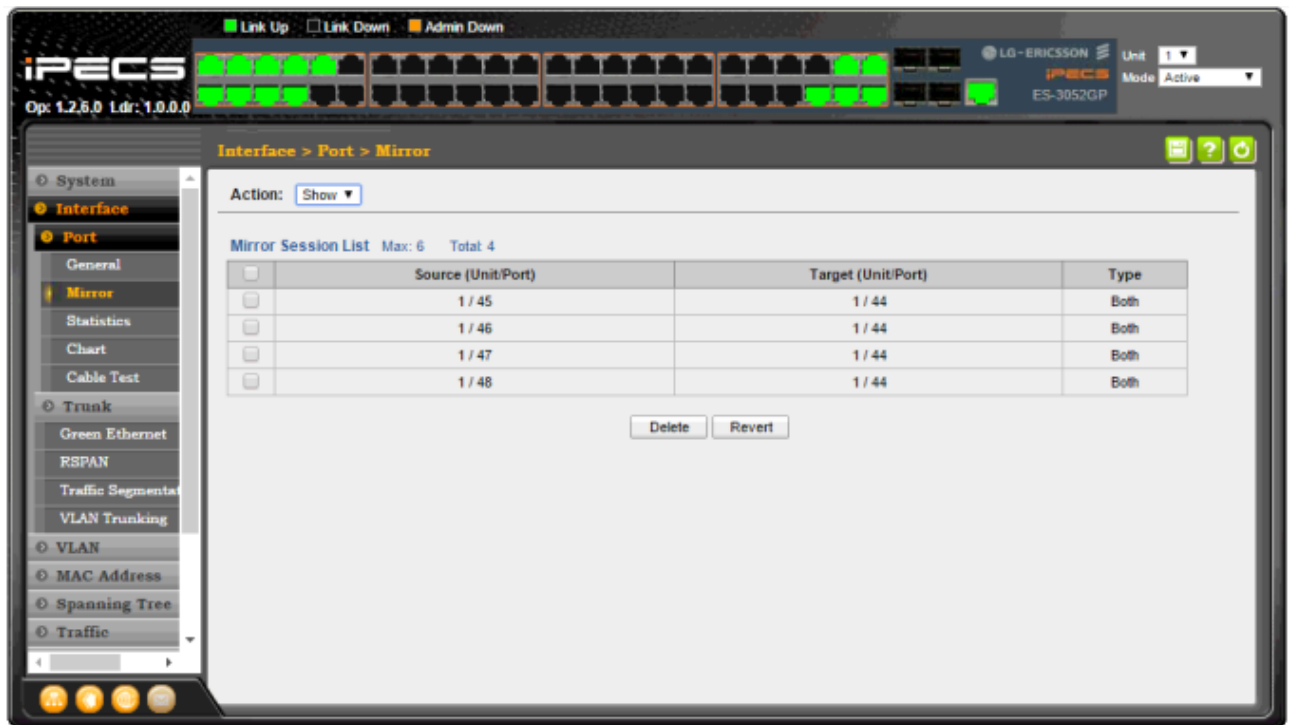 Link Up Link Down Admin Down
iPECS
Op: 1.2.6.0 Ldr: 1.0.0.0
LG-ERICSSON
iPECS
ES-3052GP
Unit 1
Mode Active
Interface > Port > Mirror
?
System
Interface
Port
General
Mirror
Statistics
Chart
Cable Test
Trunk
Green Ethernet
RSPAN
Traffic Segmentat
VLAN Trunking
VLAN
MAC Address
Spanning Tree
Traffic
Action: Show
Mirror Session List Max: 6 Total: 4
Source (Unit/Port) Target (Unit/Port) Type
1 / 45 1 / 44 Both
1 / 46 1 / 44 Both
1 / 47 1 / 44 Both
1 / 48 1 / 44 Both
Delete Revert